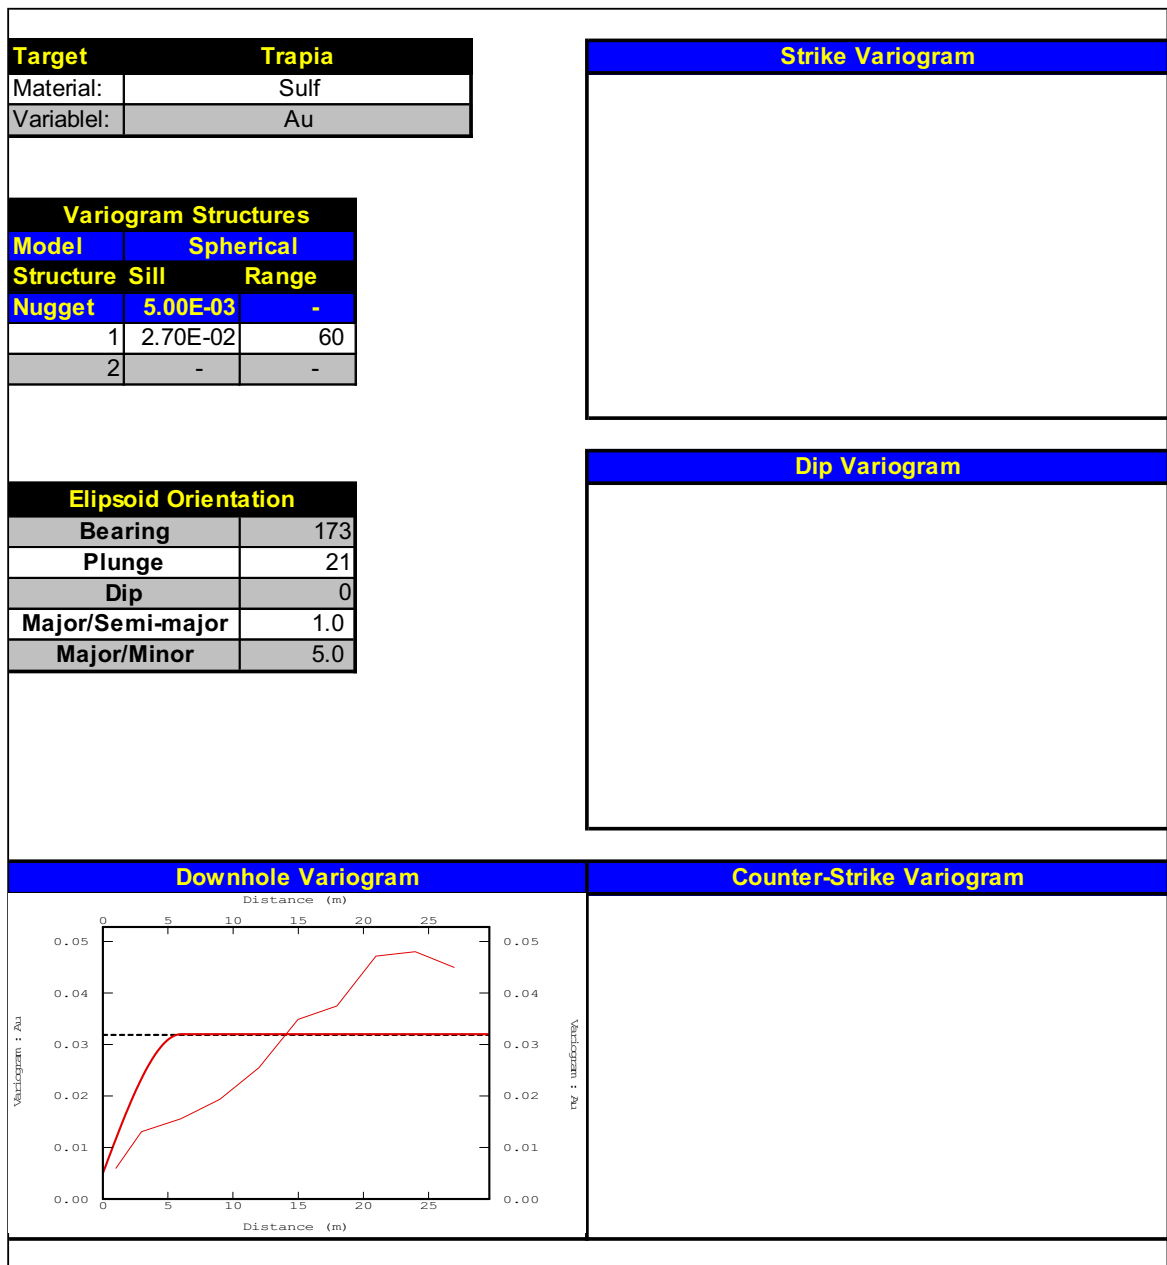 Target Trapia
Material: Sulf
Variablel: Au
Variogram Structures
Model Spherical
Structure Sill Range
Nugget 5.00E-03 -
1 2.70E-02 60
2 - -
Elipsoid Orientation
Bearing 173
Plunge 21
Dip 0
Major/Semi-major 1.0
Major/Minor 5.0
Strike Variogram
Dip Variogram
Downhole Variogram
Distance (m)
0 5 10 15 20 25
0.05 0.05
0.04 0.04
0.03 0.03
0.02 0.02
0.01 0.01
0.00 0.00
Variogram : Au
Variogram : Au
0 5 10 15 20 25
Distance (m)
Counter-Strike Variogram